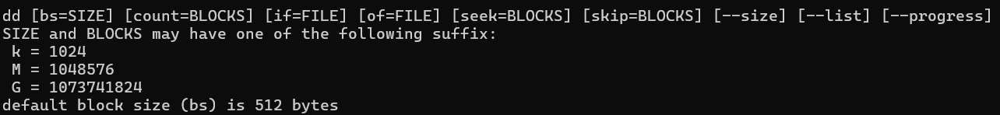 dd [bs=SIZE] [count=BLOCKS] [if=FILE] [of=FILE] [seek=BLOCKS] [skip=BLOCKS] [--size] [--list] [--progress]
SIZE and BLOCKS may have one of the following suffix:
 k = 1024
 M = 1048576
 G = 1073741824
default block size (bs) is 512 bytes